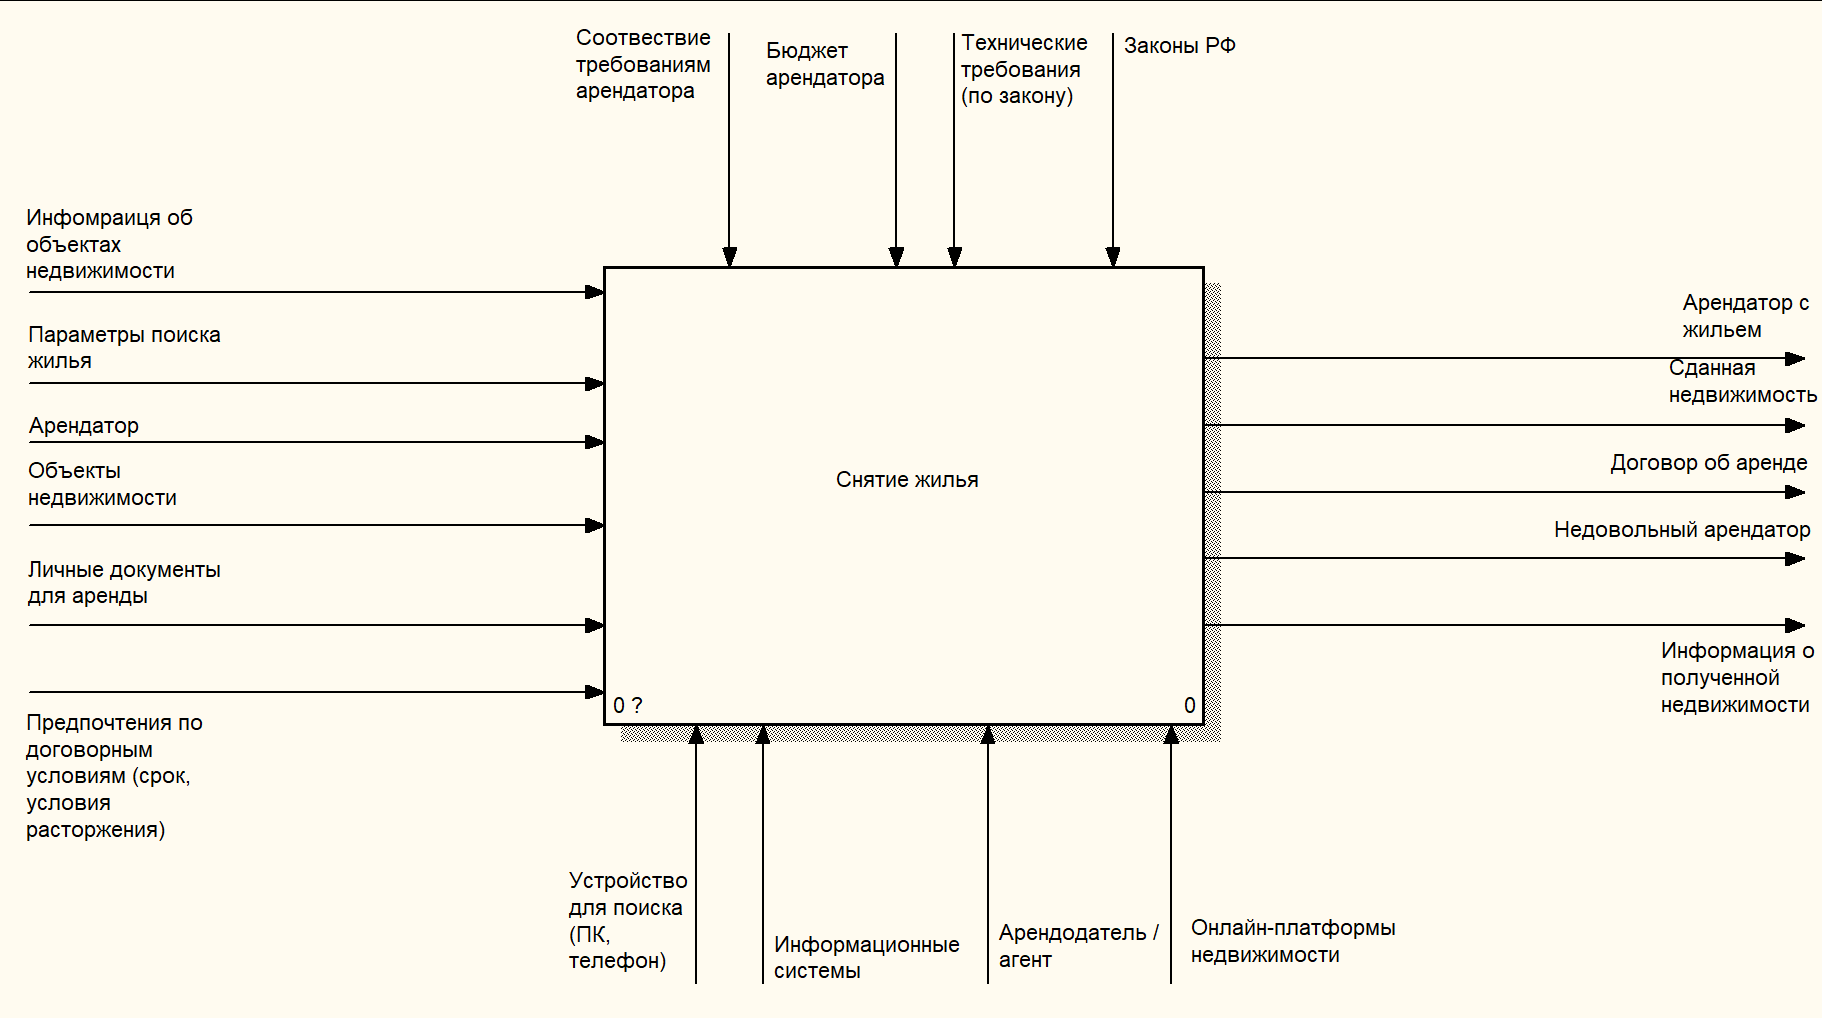 Соотвествие
требованиям
арендатора
Бюджет
арендатора
Технические
требования
(по закону)
Законы РФ
Инфомраиця об
объектах
недвижимости
Параметры поиска
жилья
Арендатор
Объекты
недвижимости
Личные документы
для аренды
Предпочтения по
договорным
условиям (срок,
условия
расторжения)
Снятие жилья
0 ?
0
Арендатор с
жильем
Сданная
недвижимость
Договор об аренде
Недовольный арендатор
Информация о
полученной
недвижимости
Устройство
для поиска
(ПК,
телефон)
Информационные
системы
Арендодатель /
агент
Онлайн-платформы
недвижимости